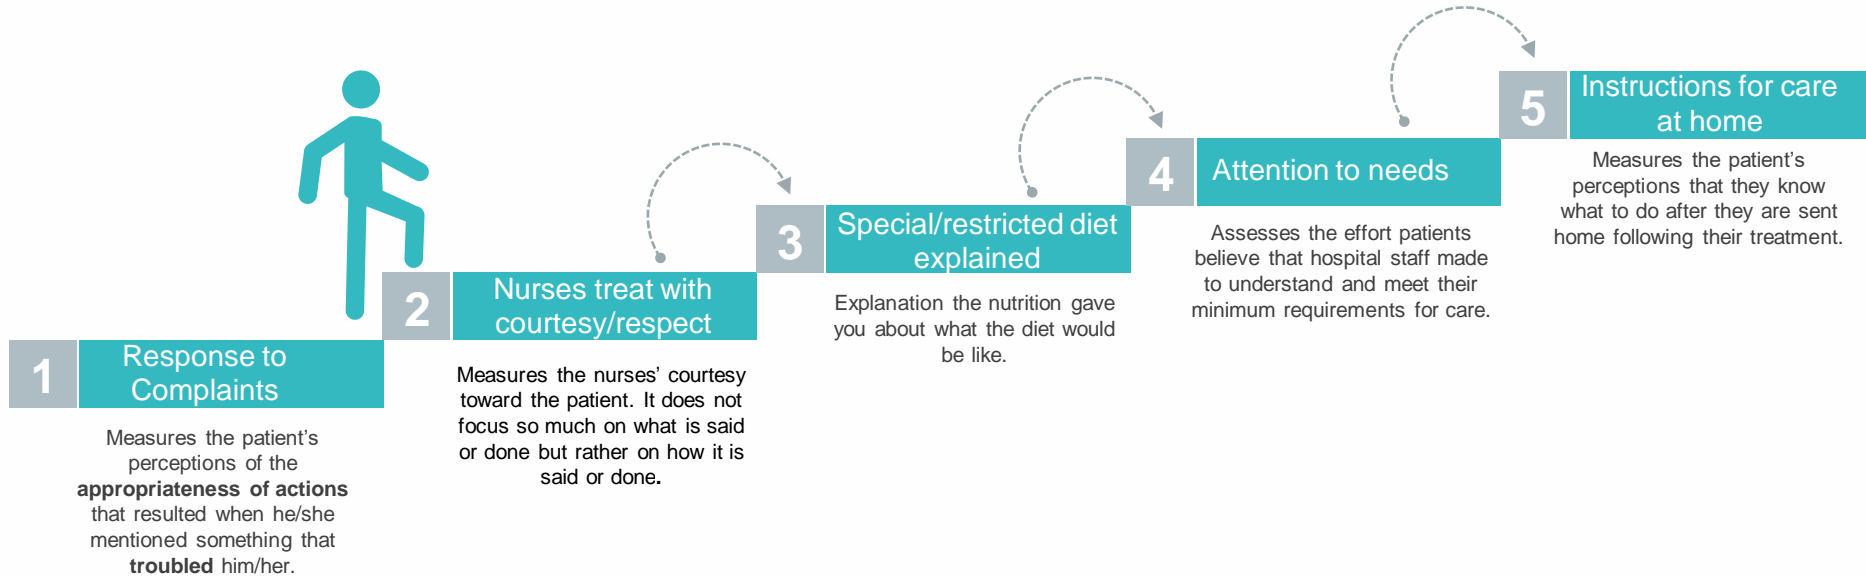 1
Response to
Complaints
Measures the patient’s
perceptions of the
appropriateness of actions
that resulted when he/she
mentioned something that
troubled him/her.
2
Nurses treat with
courtesy/respect
Measures the nurses’ courtesy
toward the patient. It does not
focus so much on what is said
or done but rather on how it is
said or done.
3
Special/restricted diet
explained
Explanation the nutrition gave
you about what the diet would
be like.
4
Attention to needs
Assesses the effort patients
believe that hospital staff made
to understand and meet their
minimum requirements for care.
5
Instructions for care
at home
Measures the patient’s
perceptions that they know
what to do after they are sent
home following their treatment.